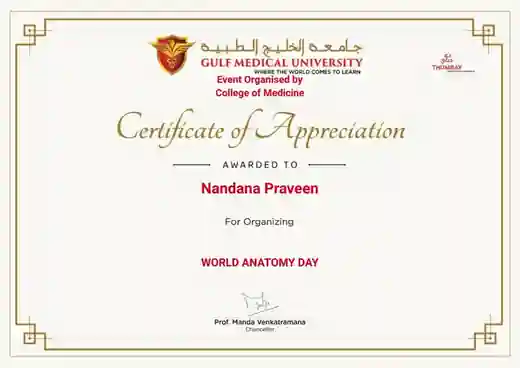 جامعة الخليج الطبية
GULF MEDICAL UNIVERSITY
WHERE THE WORLD COMES TO LEARN
THUMBAY
Event Organised by
College of Medicine
Certificate of Appreciation
AWARDED TO
Nandana Praveen
For Organizing
WORLD ANATOMY DAY
Prof. Manda Venkatramana
Chancellor